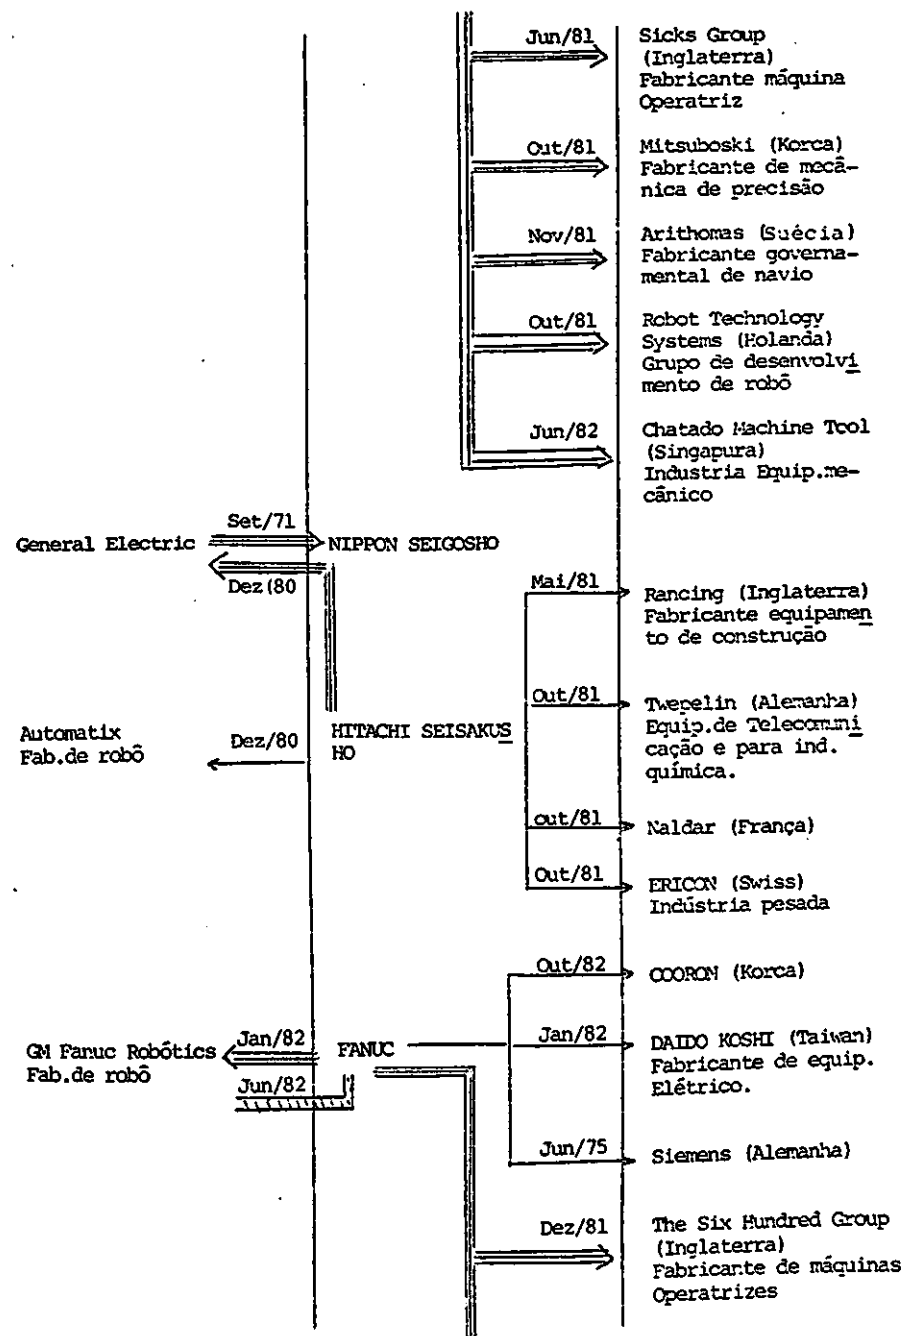 Jun/81
Sicks Group
(Inglaterra)
Fabricante máquina
Operatriz
Out/81
Mitsuboski (Korca)
Fabricante de mecâ-
nica de precisão
Nov/81
Arithomas (Suécia)
Fabricante governa-
mental de navio
Out/81
Robot Technology
Systems (Holanda)
Grupo de desenvolvi
mento de robô
Jun/82
Chatado Machine Tool
(Singapura)
Industria Equip.me-
cânico
General Electric
Set/71
NIPPON SEIGOSHO
Dez(80
Mai/81
Rancing (Inglaterra)
Fabricante equipamen
to de construção
Out/81
Twepelin (Alemanha)
Equip.de Telecomuni
cação e para ind.
química.
Automatix
Fab.de robô
Dez/80
HITACHI SEISAKUS
HO
out/81
Naldar (França)
Out/81
ERICON (Swiss)
Indústria pesada
Out/82
COORON (Korca)
GM Fanuc Robótics
Fab.de robô
Jan/82
FANUC
Jun/82
Jan/82
DAIDO KOSHI (Taiwan)
Fabricante de equip.
Elétrico.
Jun/75
Siemens (Alemanha)
Dez/81
The Six Hundred Group
(Inglaterra)
Fabricante de máquinas
Operatrizes